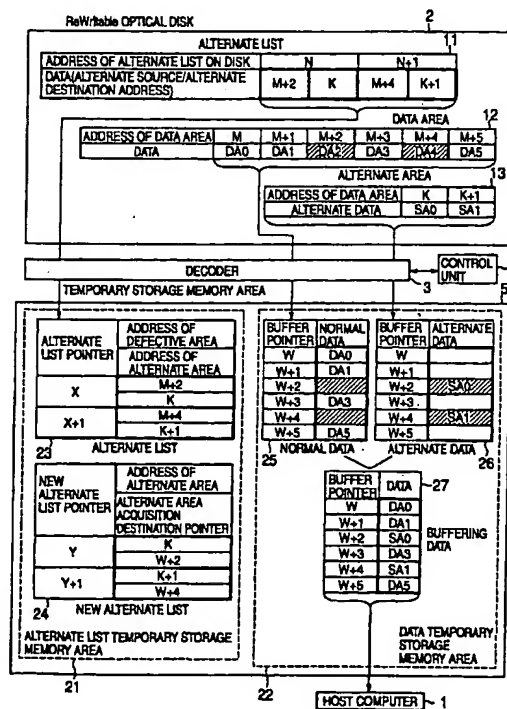 ReWritable OPTICAL DISK
2
ALTERNATE LIST
11
ADDRESS OF ALTERNATE LIST ON DISK N N+1
DATA(ALTERNATE SOURCE/ALTERNATE DESTINATION ADDRESS) M+2 K M+4 K+1
DATA AREA
12
ADDRESS OF DATA AREA M M+1 M+2 M+3 M+4 M+5
DATA DA0 DA1 DA2 DA3 DA4 DA5
ALTERNATE AREA
13
ADDRESS OF DATA AREA K K+1
ALTERNATE DATA SA0 SA1
DECODER
3
CONTROL UNIT
TEMPORARY STORAGE MEMORY AREA
5
ALTERNATE LIST POINTER
ADDRESS OF DEFECTIVE AREA
ADDRESS OF ALTERNATE AREA
X M+2
K
X+1 M+4
K+1
23
ALTERNATE LIST
NEW ALTERNATE LIST POINTER
ADDRESS OF ALTERNATE AREA
ALTERNATE AREA ACQUISITION DESTINATION POINTER
Y K
W+2
Y+1 K+1
W+4
24
NEW ALTERNATE LIST
ALTERNATE LIST TEMPORARY STORAGE MEMORY AREA
21
BUFFER POINTER NORMAL DATA
W DA0
W+1 DA1
W+2
W+3 DA3
W+4
W+5 DA5
25
NORMAL DATA
BUFFER POINTER ALTERNATE DATA
W
W+1
W+2 SA0
W+3
W+4 SA1
W+5
26
ALTERNATE DATA
BUFFER POINTER DATA
27
W DA0
W+1 DA1
W+2 SA0
W+3 DA3
W+4 SA1
W+5 DA5
BUFFERING DATA
DATA TEMPORARY STORAGE MEMORY AREA
22
HOST COMPUTER
1